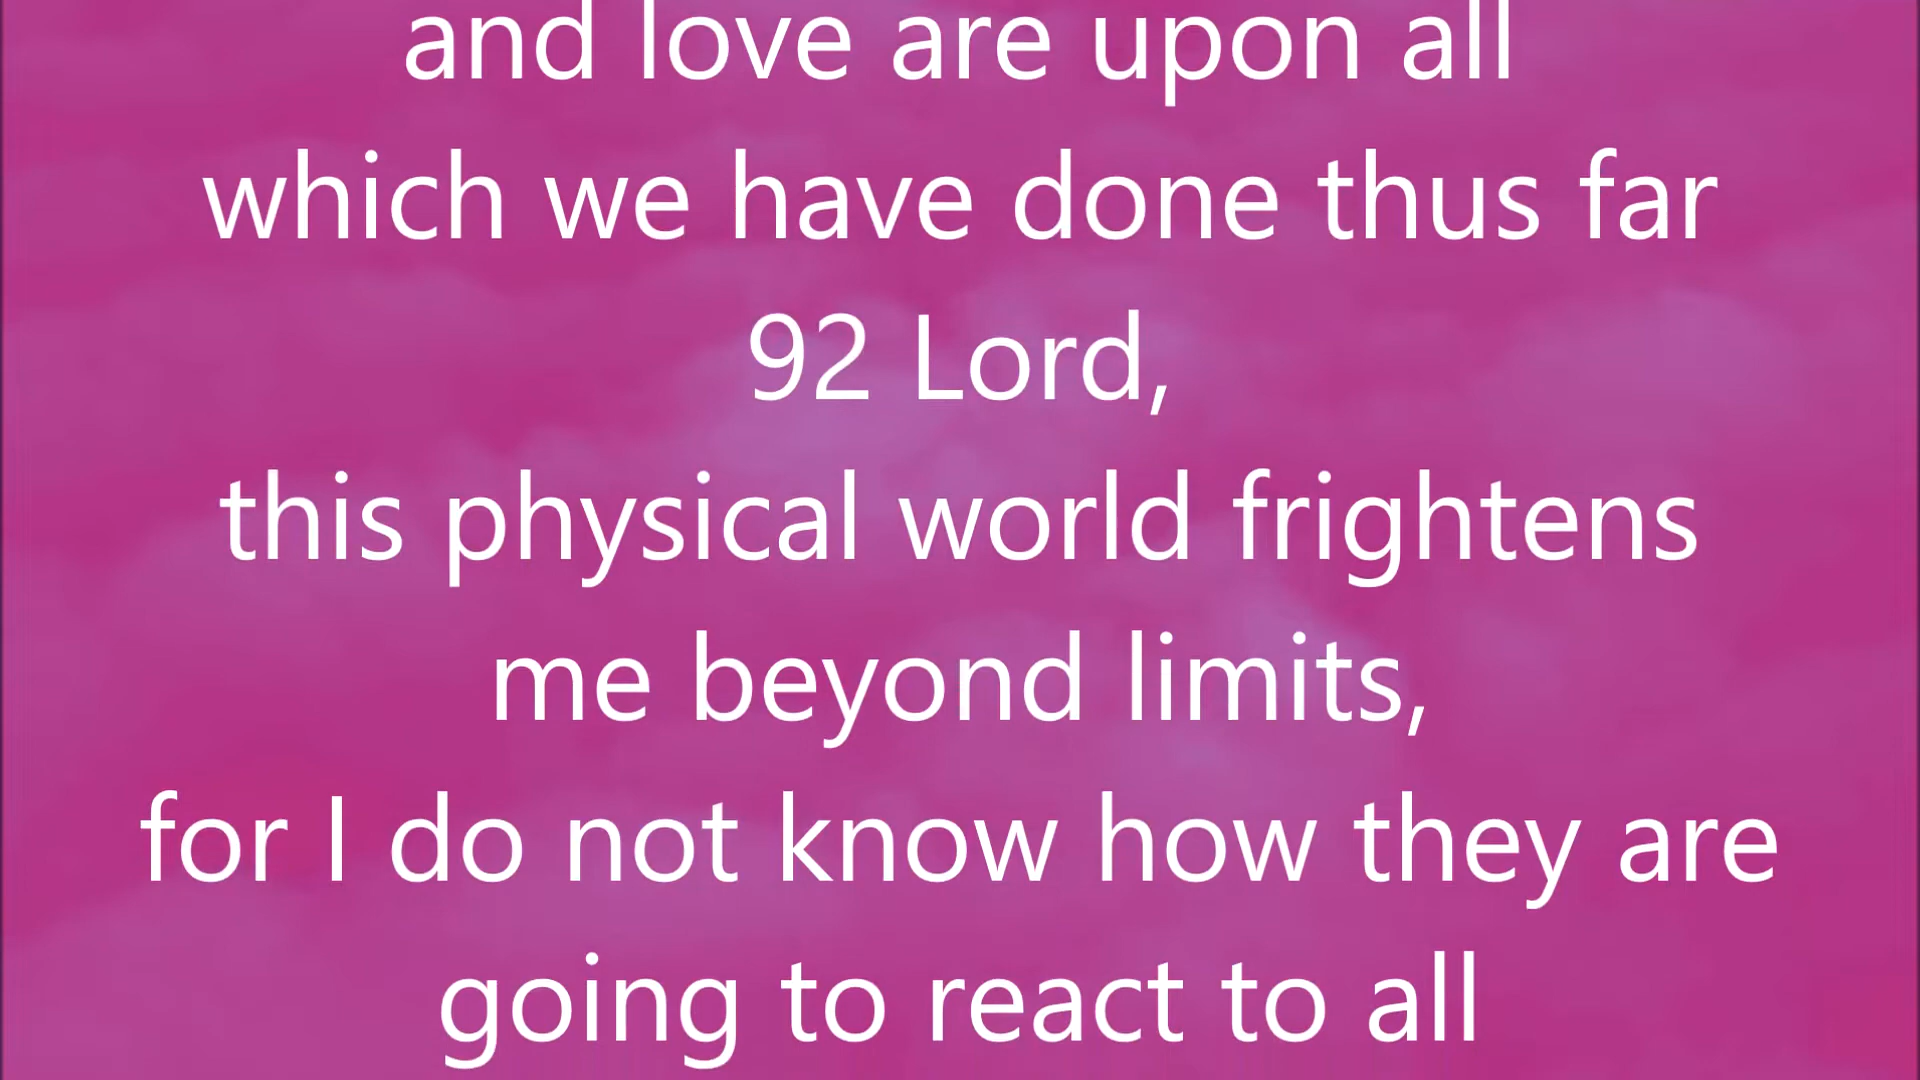 and love are upon all
which we have done thus far
92 Lord,
this physical world frightens
me beyond limits,
for I do not know how they are
going to react to all